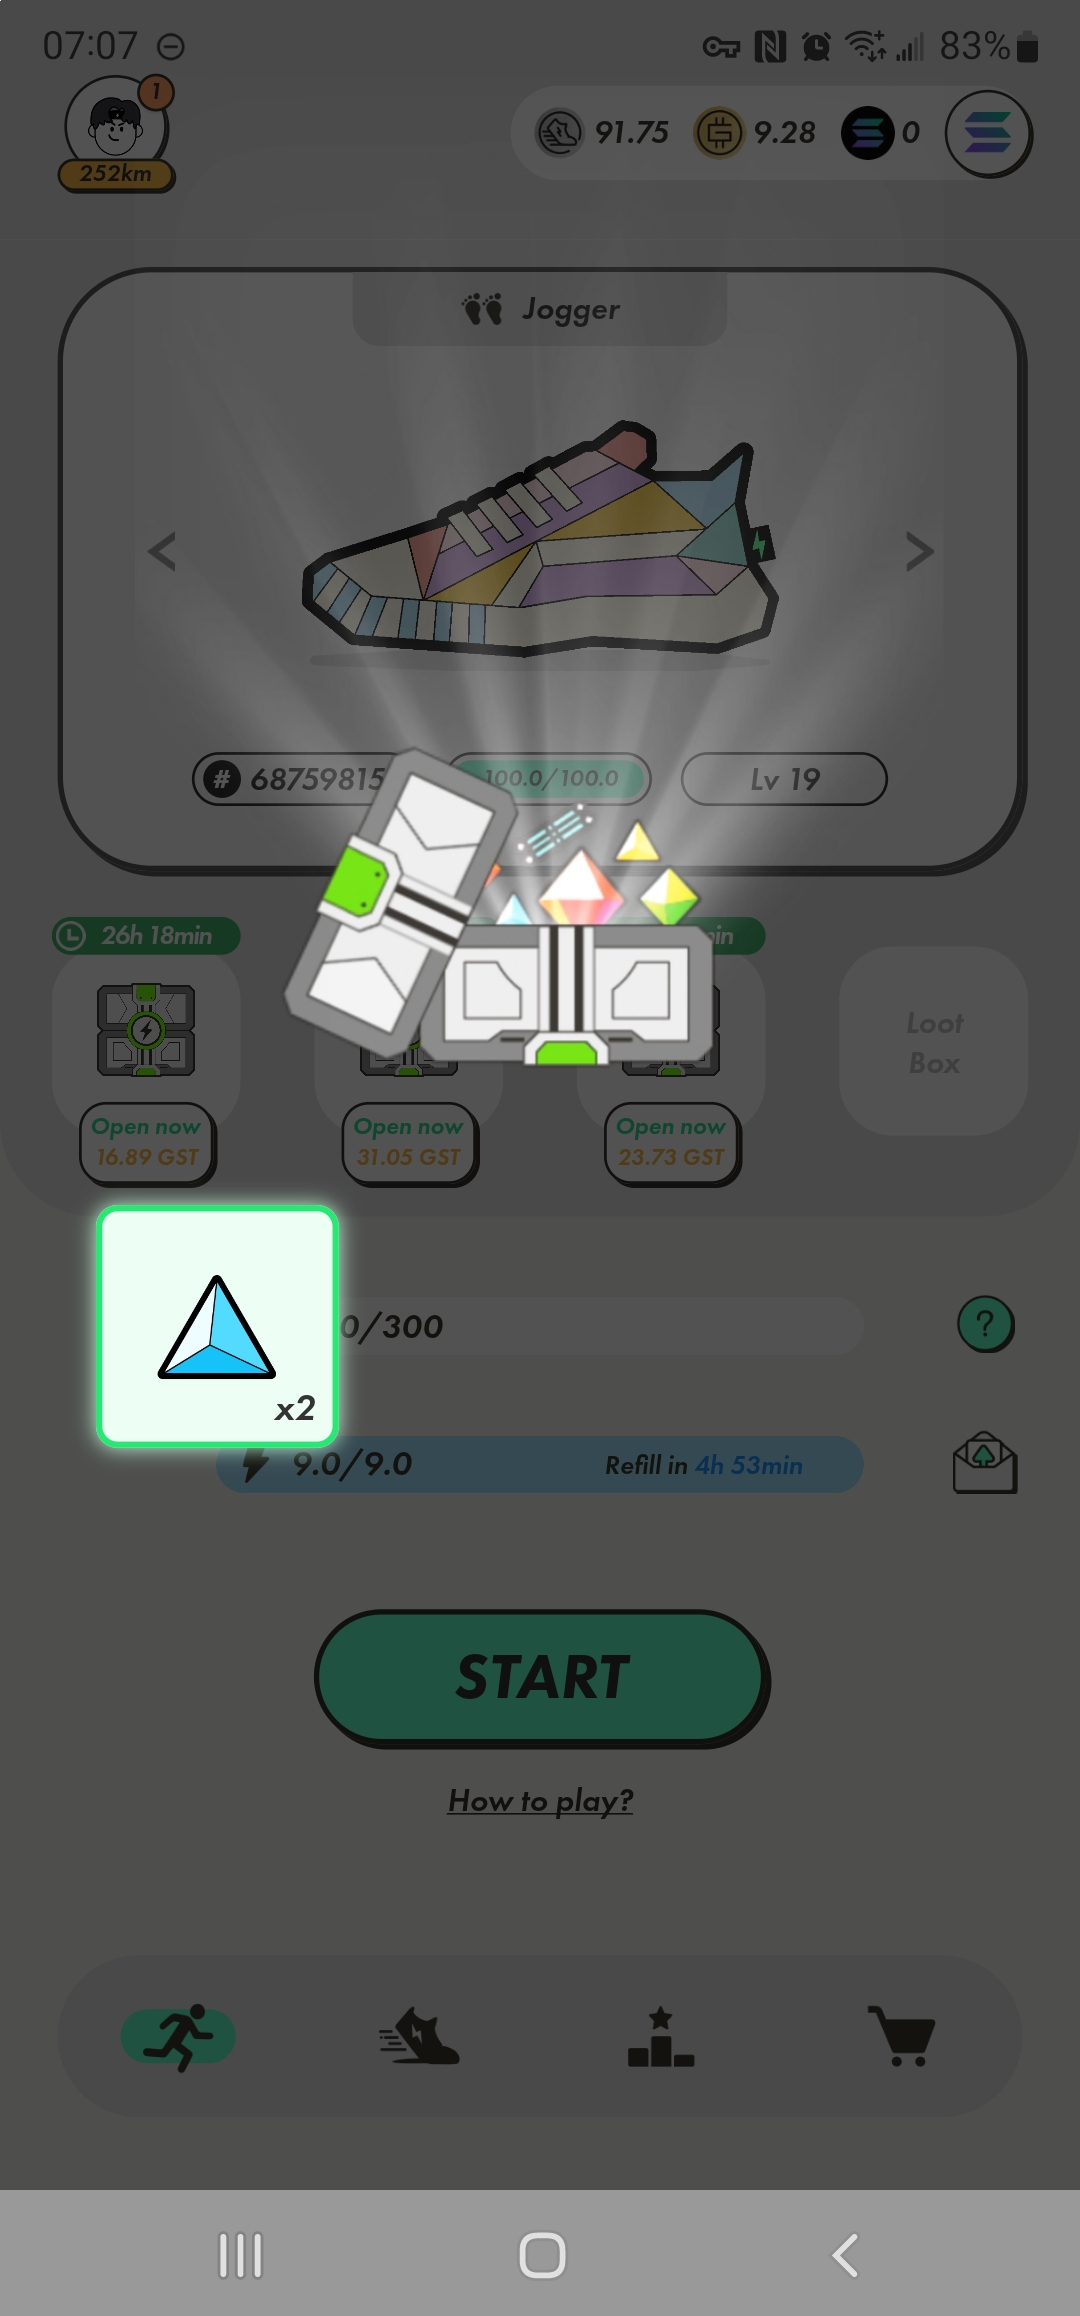 07:07
83%
1
252km
91.75
9.28
0
Jogger
# 68759815
100.0/100.0
Lv 19
26h 18min
in
Loot
Box
Open now
16.89 GST
Open now
31.05 GST
Open now
23.73 GST
0/300
?
x2
9.0/9.0
Refill in 4h 53min
START
How to play?